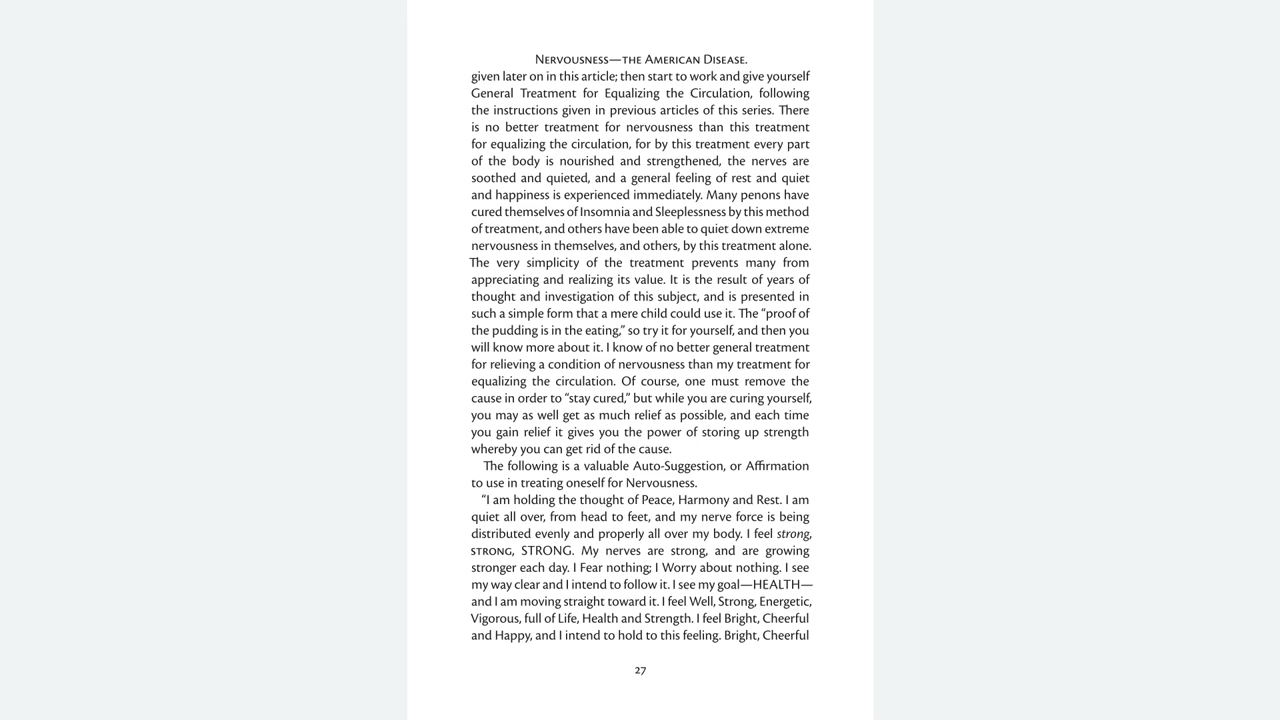 Nervousness—the American Disease.
given later on in this article; then start to work and give yourself
General Treatment for Equalizing the Circulation, following
the instructions given in previous articles of this series. There
is no better treatment for nervousness than this treatment
for equalizing the circulation, for by this treatment every part
of the body is nourished and strengthened, the nerves are
soothed and quieted, and a general feeling of rest and quiet
and happiness is experienced immediately. Many penons have
cured themselves of Insomnia and Sleeplessness by this method
of treatment, and others have been able to quiet down extreme
nervousness in themselves, and others, by this treatment alone.
The very simplicity of the treatment prevents many from
appreciating and realizing its value. It is the result of years of
thought and investigation of this subject, and is presented in
such a simple form that a mere child could use it. The “proof of
the pudding is in the eating,” so try it for yourself, and then you
will know more about it. I know of no better general treatment
for relieving a condition of nervousness than my treatment for
equalizing the circulation. Of course, one must remove the
cause in order to “stay cured,” but while you are curing yourself,
you may as well get as much relief as possible, and each time
you gain relief it gives you the power of storing up strength
whereby you can get rid of the cause.
The following is a valuable Auto-Suggestion, or Affirmation
to use in treating oneself for Nervousness.
“I am holding the thought of Peace, Harmony and Rest. I am
quiet all over, from head to feet, and my nerve force is being
distributed evenly and properly all over my body. I feel strong,
strong, STRONG. My nerves are strong, and are growing
stronger each day. I Fear nothing; I Worry about nothing. I see
my way clear and I intend to follow it. I see my goal—HEALTH—
and I am moving straight toward it. I feel Well, Strong, Energetic,
Vigorous, full of Life, Health and Strength. I feel Bright, Cheerful
and Happy, and I intend to hold to this feeling. Bright, Cheerful
27